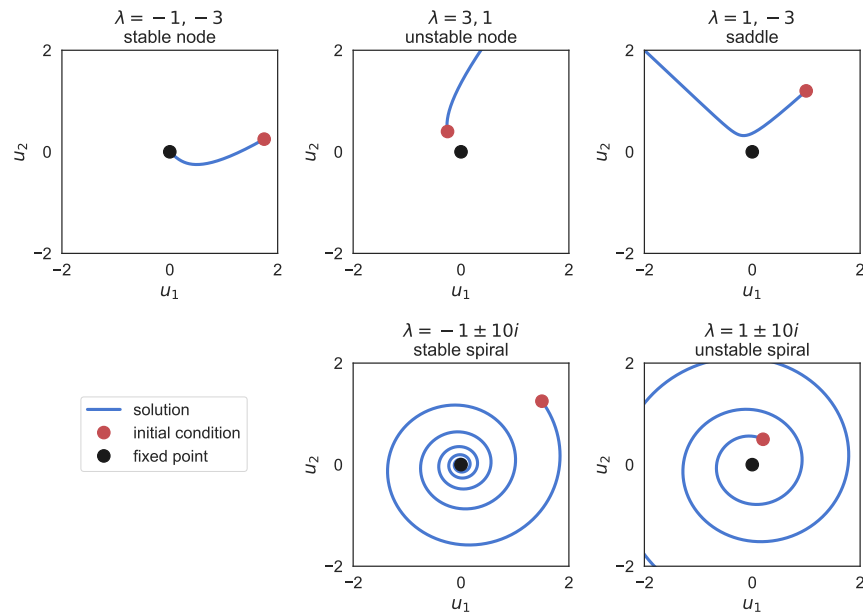 λ = −1, −3
stable node
2
0
−2
−2
0
2
u₂
u₁
λ = 3, 1
unstable node
2
0
−2
−2
0
2
u₂
u₁
λ = 1, −3
saddle
2
0
−2
−2
0
2
u₂
u₁
solution
initial condition
fixed point
λ = −1 ± 10i
stable spiral
2
0
−2
−2
0
2
u₂
u₁
λ = 1 ± 10i
unstable spiral
2
0
−2
−2
0
2
u₂
u₁